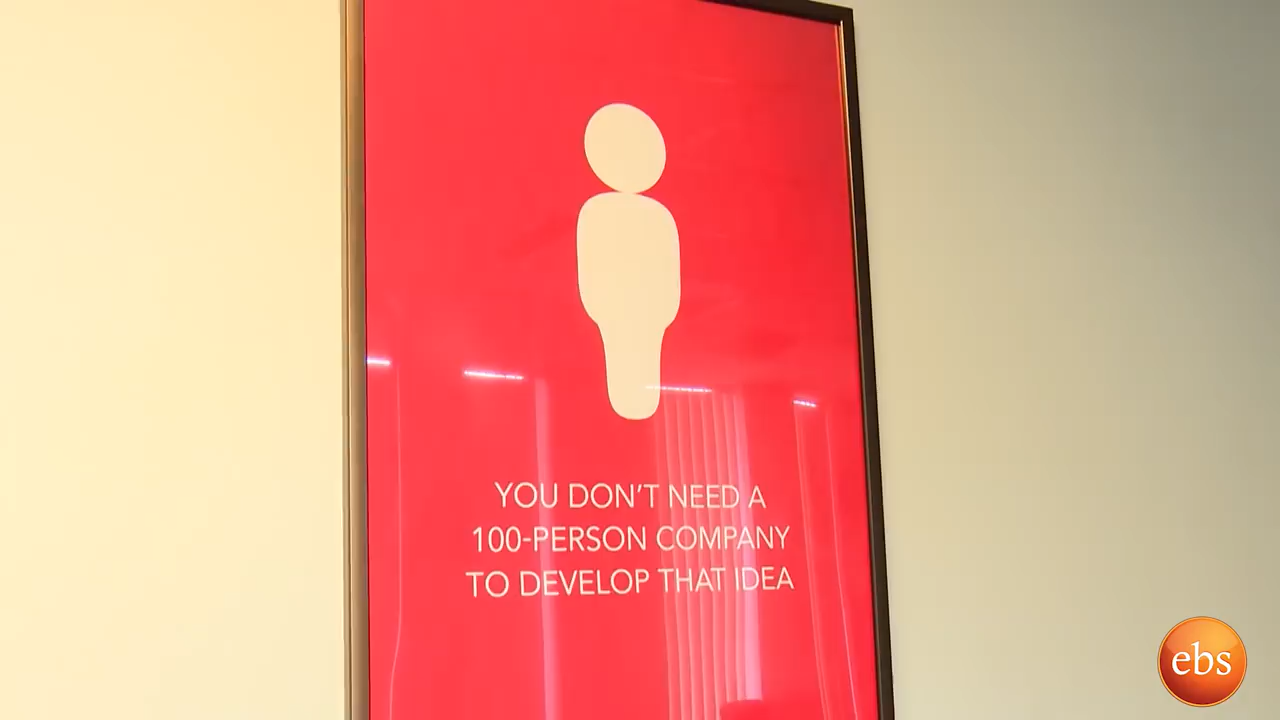 YOU DON'T NEED A
100-PERSON COMPANY
TO DEVELOP THAT IDEA
ebs